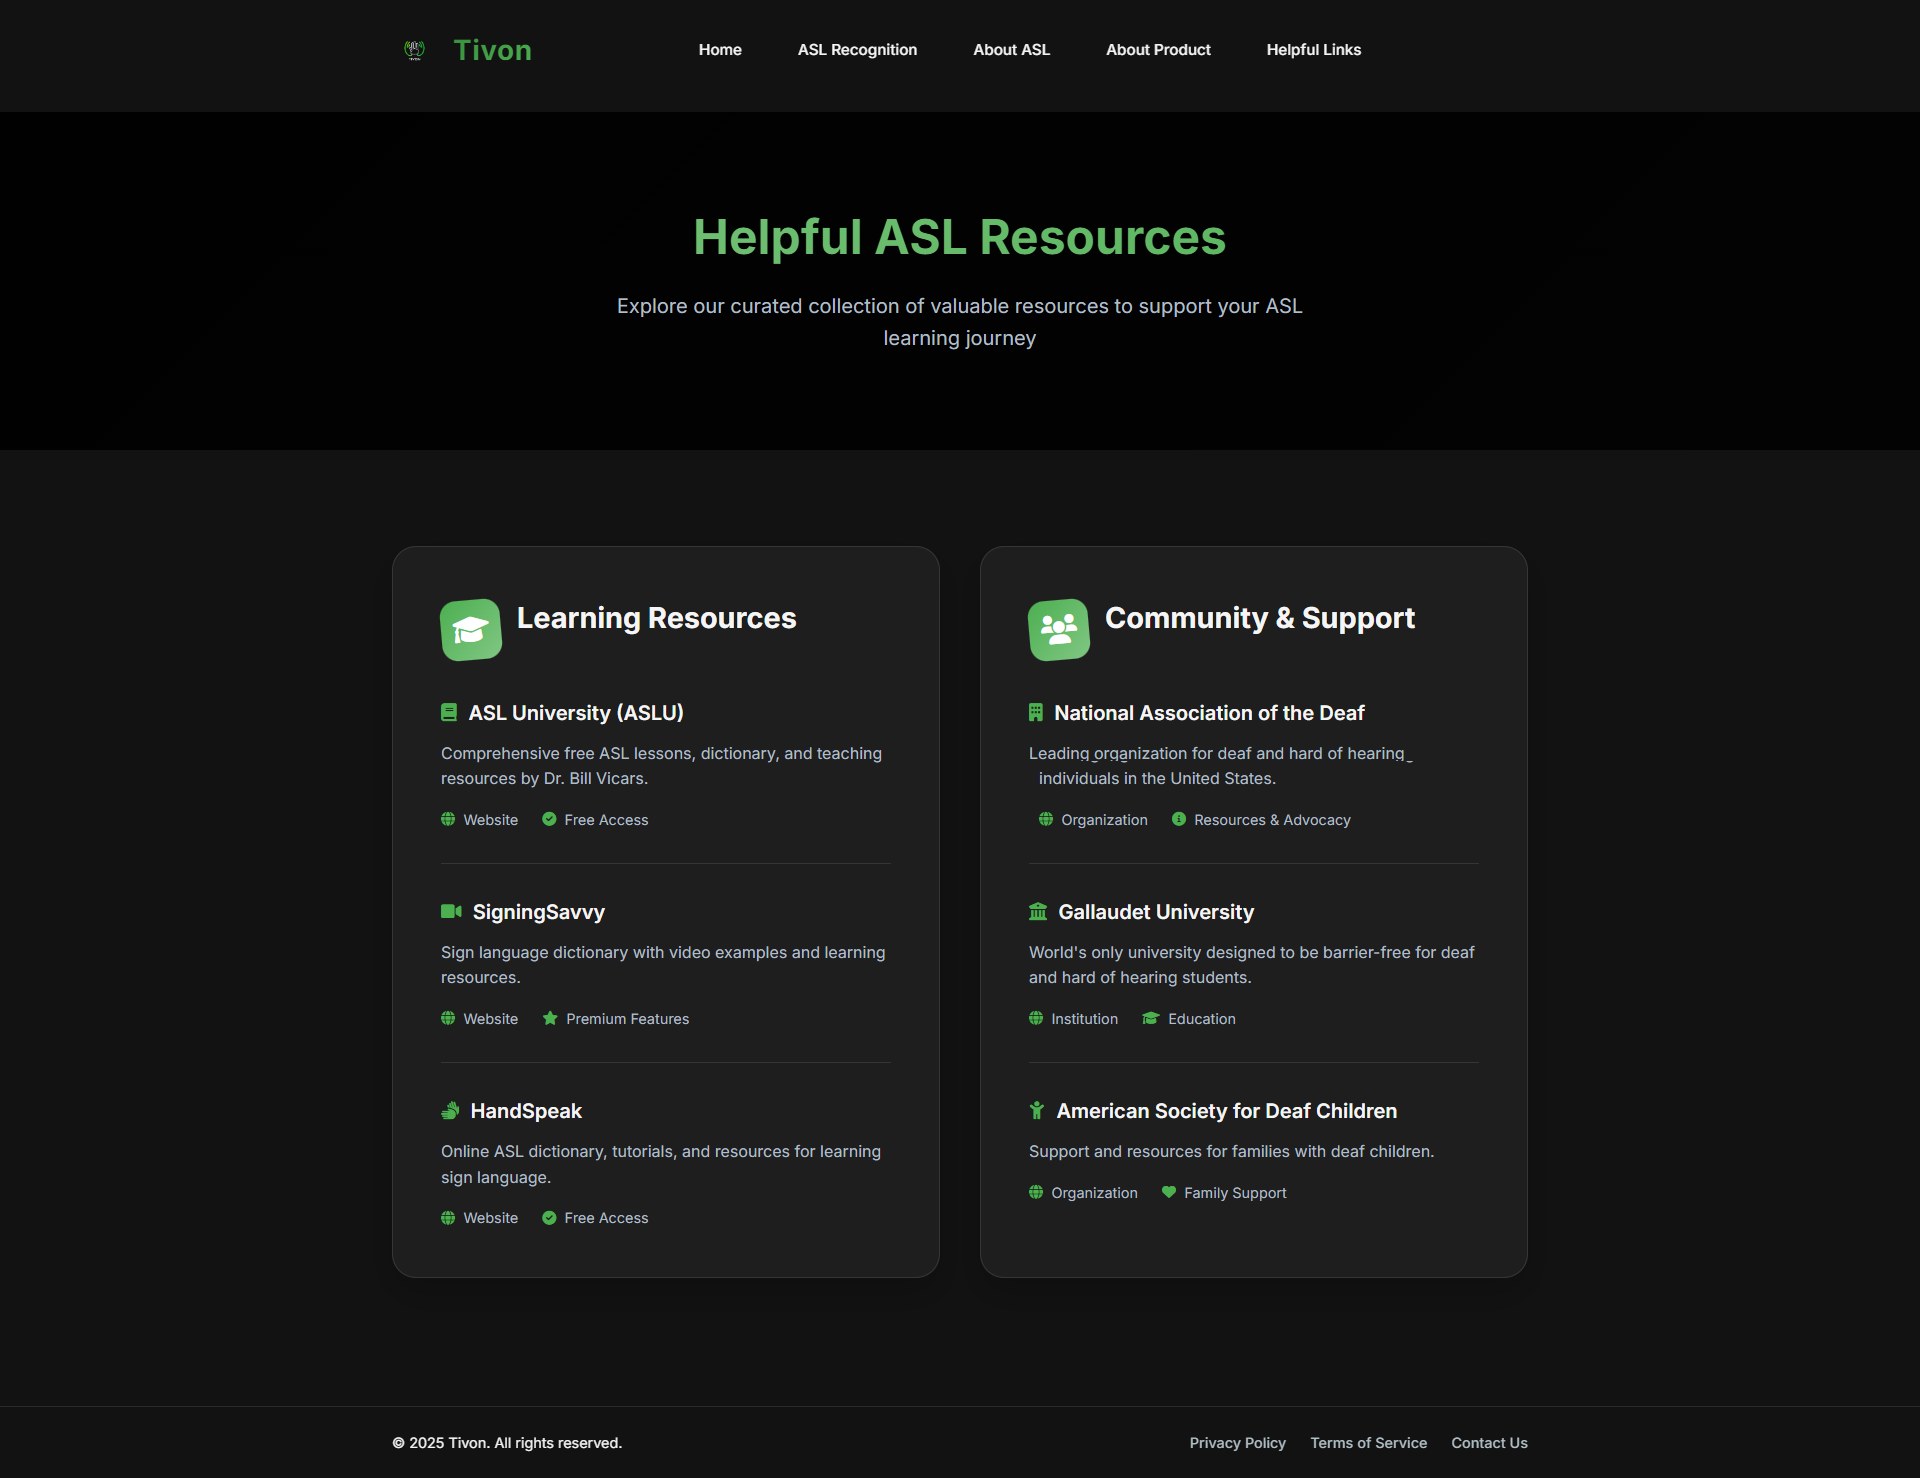 Tivon
Home
ASL Recognition
About ASL
About Product
Helpful Links
Helpful ASL Resources
Explore our curated collection of valuable resources to support your ASL
learning journey
Learning Resources
ASL University (ASLU)
Comprehensive free ASL lessons, dictionary, and teaching
resources by Dr. Bill Vicars.
Website
Free Access
SigningSavvy
Sign language dictionary with video examples and learning
resources.
Website
Premium Features
HandSpeak
Online ASL dictionary, tutorials, and resources for learning
sign language.
Website
Free Access
Community & Support
National Association of the Deaf
Leading organization for deaf and hard of hearing
individuals in the United States.
Organization
Resources & Advocacy
Gallaudet University
World's only university designed to be barrier-free for deaf
and hard of hearing students.
Institution
Education
American Society for Deaf Children
Support and resources for families with deaf children.
Organization
Family Support
© 2025 Tivon. All rights reserved.
Privacy Policy
Terms of Service
Contact Us